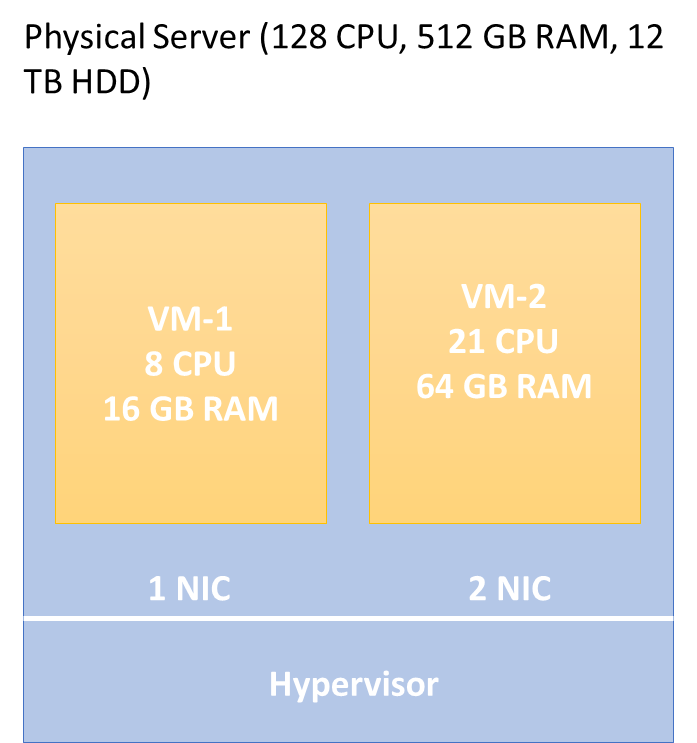 Physical Server (128 CPU, 512 GB RAM, 12
TB HDD)
VM-1
8 CPU
16 GB RAM
VM-2
21 CPU
64 GB RAM
1 NIC
2 NIC
Hypervisor